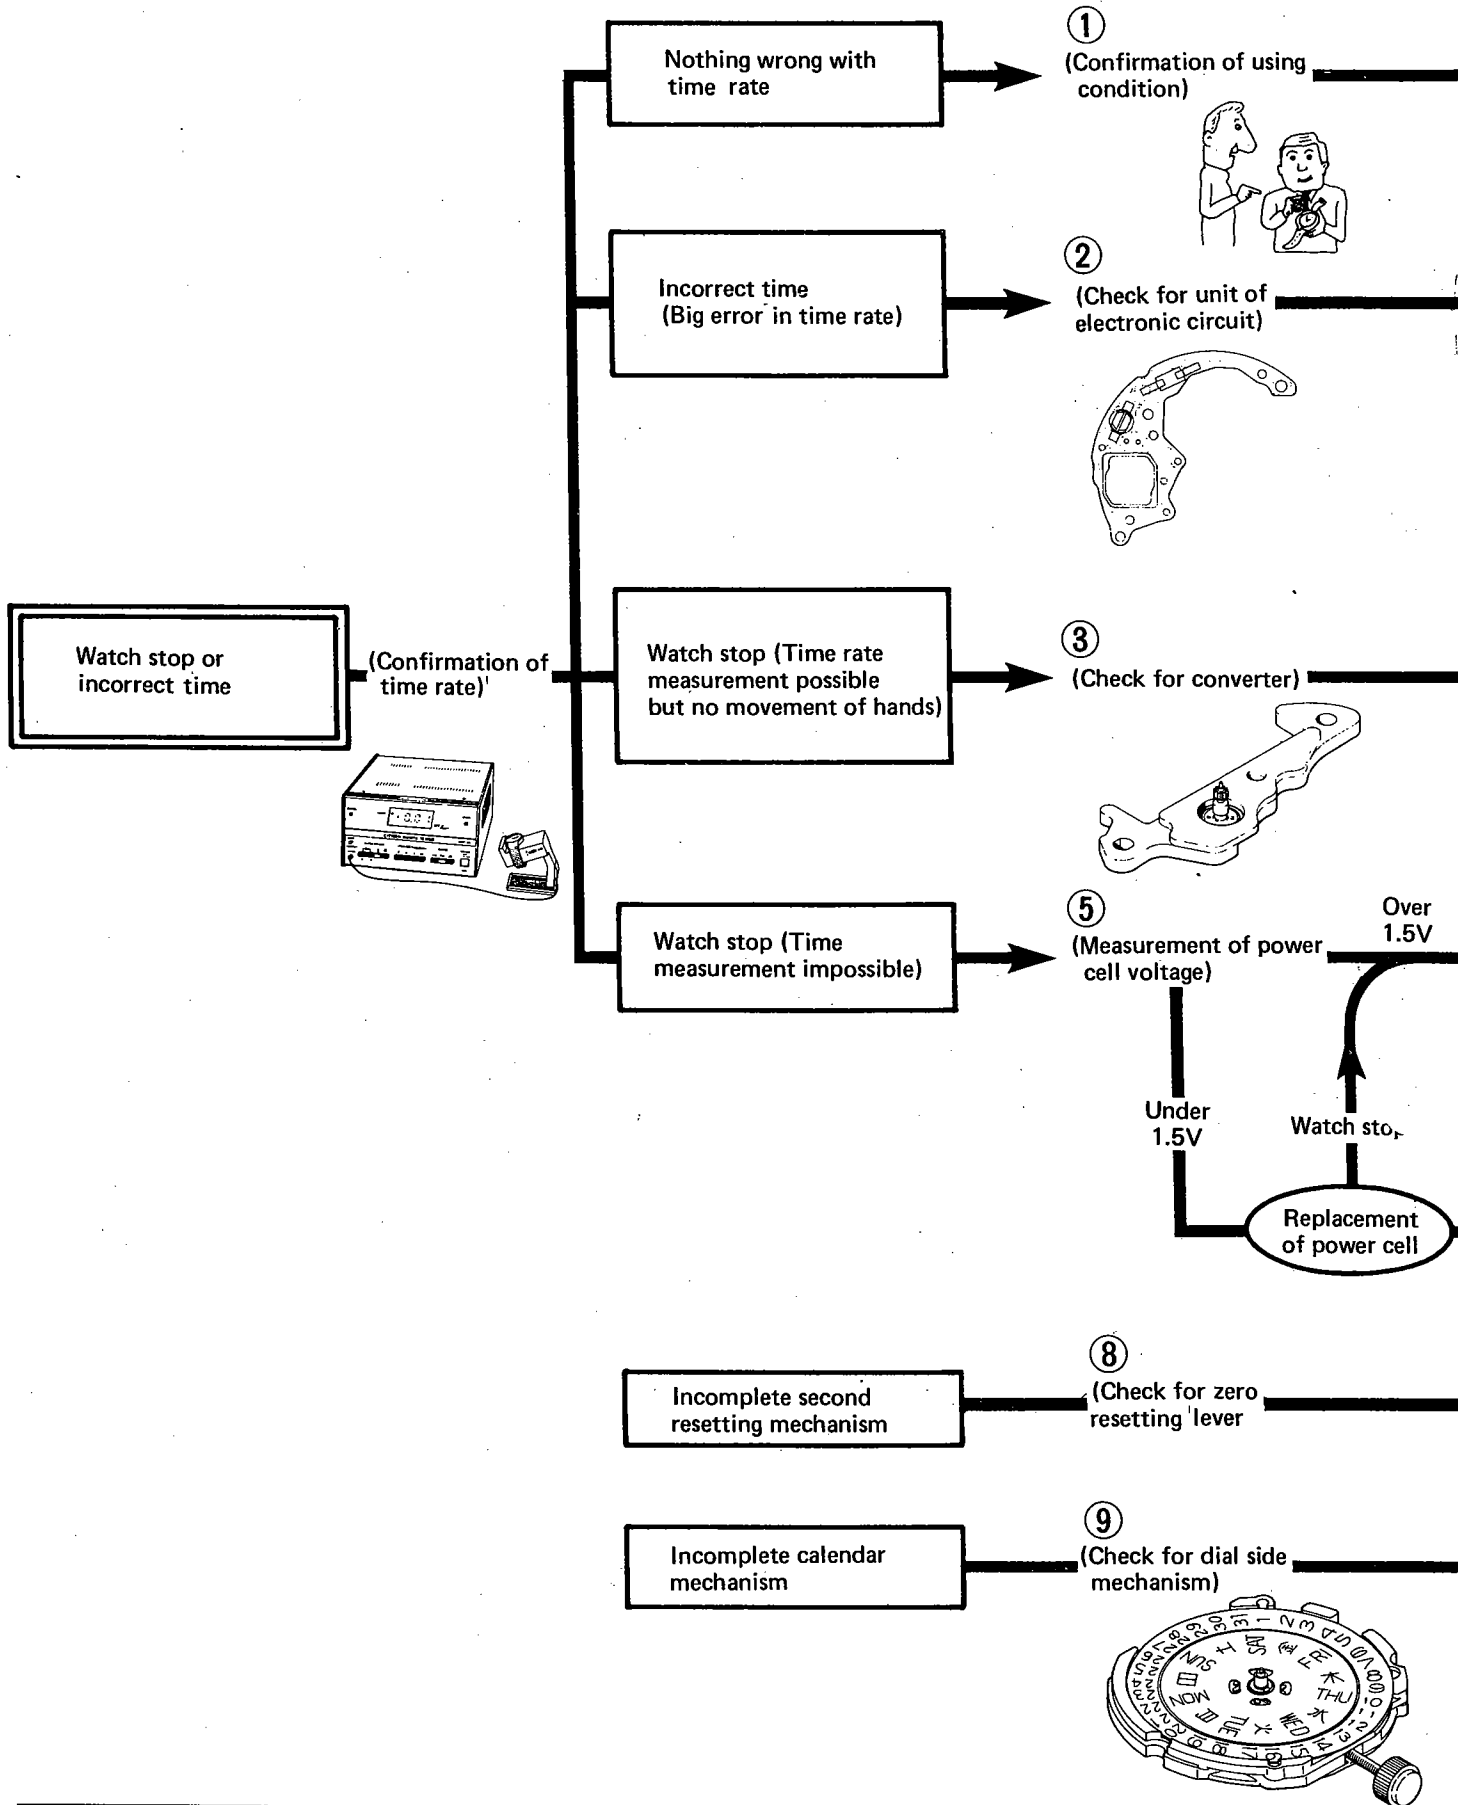 Nothing wrong with
time rate
①
(Confirmation of using
condition)
Incorrect time
(Big error in time rate)
②
(Check for unit of
electronic circuit)
Watch stop or
incorrect time
(Confirmation of
time rate)
Watch stop (Time rate
measurement possible
but no movement of hands)
③
(Check for converter)
Watch stop (Time
measurement impossible)
⑤
(Measurement of power
cell voltage)
Over
1.5V
Under
1.5V
Watch
Replacement
of power cell
Incomplete second
resetting mechanism
⑧
(Check for zero
resetting lever
Incomplete calendar
mechanism
⑨
(Check for dial side
mechanism)
SAT
FRI
THU
WED
TUE
MON
SUN